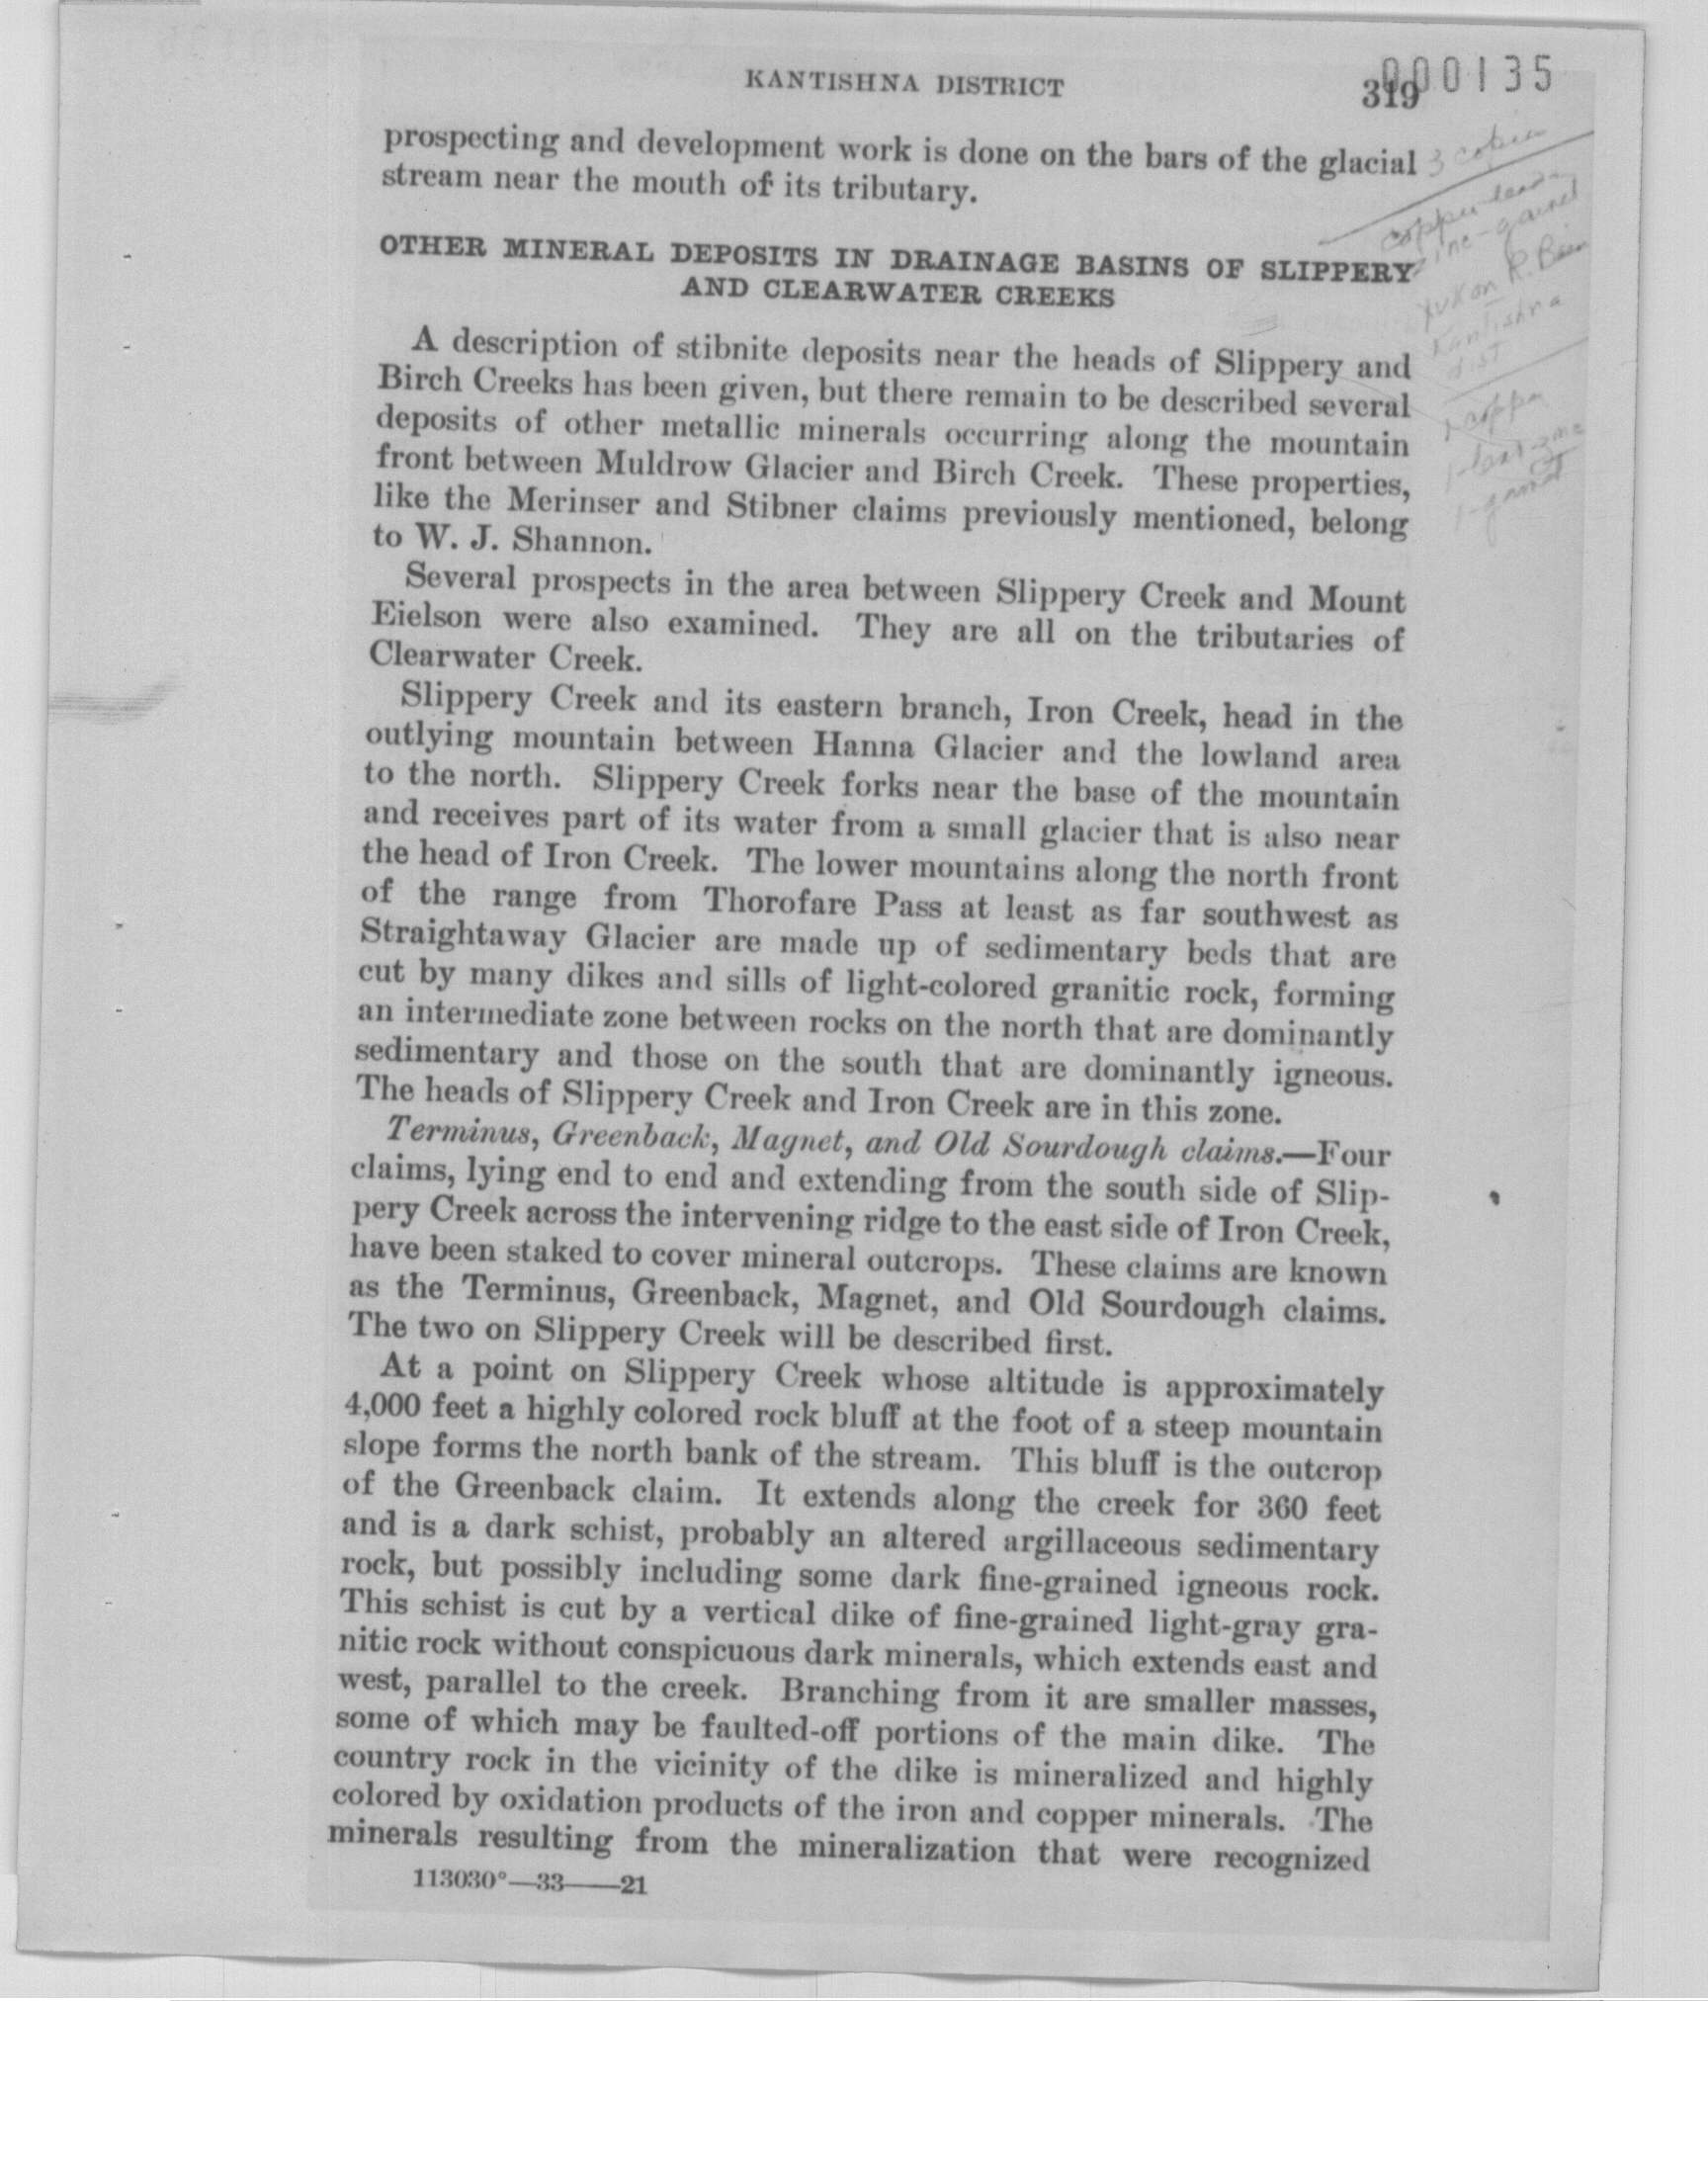 000135
KANTISHNA DISTRICT 319
prospecting and development work is done on the bars of the glacial
stream near the mouth of its tributary.
3 copies
copper-lead-
zinc-garnet
Yukon R. Basin
Kantishna
dist
1-copper
1-lead-zinc
1-garnet
OTHER MINERAL DEPOSITS IN DRAINAGE BASINS OF SLIPPERY
AND CLEARWATER CREEKS
A description of stibnite deposits near the heads of Slippery and
Birch Creeks has been given, but there remain to be described several
deposits of other metallic minerals occurring along the mountain
front between Muldrow Glacier and Birch Creek. These properties,
like the Merinser and Stibner claims previously mentioned, belong
to W. J. Shannon.
Several prospects in the area between Slippery Creek and Mount
Eielson were also examined. They are all on the tributaries of
Clearwater Creek.
Slippery Creek and its eastern branch, Iron Creek, head in the
outlying mountain between Hanna Glacier and the lowland area
to the north. Slippery Creek forks near the base of the mountain
and receives part of its water from a small glacier that is also near
the head of Iron Creek. The lower mountains along the north front
of the range from Thorofare Pass at least as far southwest as
Straightaway Glacier are made up of sedimentary beds that are
cut by many dikes and sills of light-colored granitic rock, forming
an intermediate zone between rocks on the north that are dominantly
sedimentary and those on the south that are dominantly igneous.
The heads of Slippery Creek and Iron Creek are in this zone.
Terminus, Greenback, Magnet, and Old Sourdough claims.—Four
claims, lying end to end and extending from the south side of Slip-
pery Creek across the intervening ridge to the east side of Iron Creek,
have been staked to cover mineral outcrops. These claims are known
as the Terminus, Greenback, Magnet, and Old Sourdough claims.
The two on Slippery Creek will be described first.
At a point on Slippery Creek whose altitude is approximately
4,000 feet a highly colored rock bluff at the foot of a steep mountain
slope forms the north bank of the stream. This bluff is the outcrop
of the Greenback claim. It extends along the creek for 360 feet
and is a dark schist, probably an altered argillaceous sedimentary
rock, but possibly including some dark fine-grained igneous rock.
This schist is cut by a vertical dike of fine-grained light-gray gra-
nitic rock without conspicuous dark minerals, which extends east and
west, parallel to the creek. Branching from it are smaller masses,
some of which may be faulted-off portions of the main dike. The
country rock in the vicinity of the dike is mineralized and highly
colored by oxidation products of the iron and copper minerals. The
minerals resulting from the mineralization that were recognized
113030°—33——21